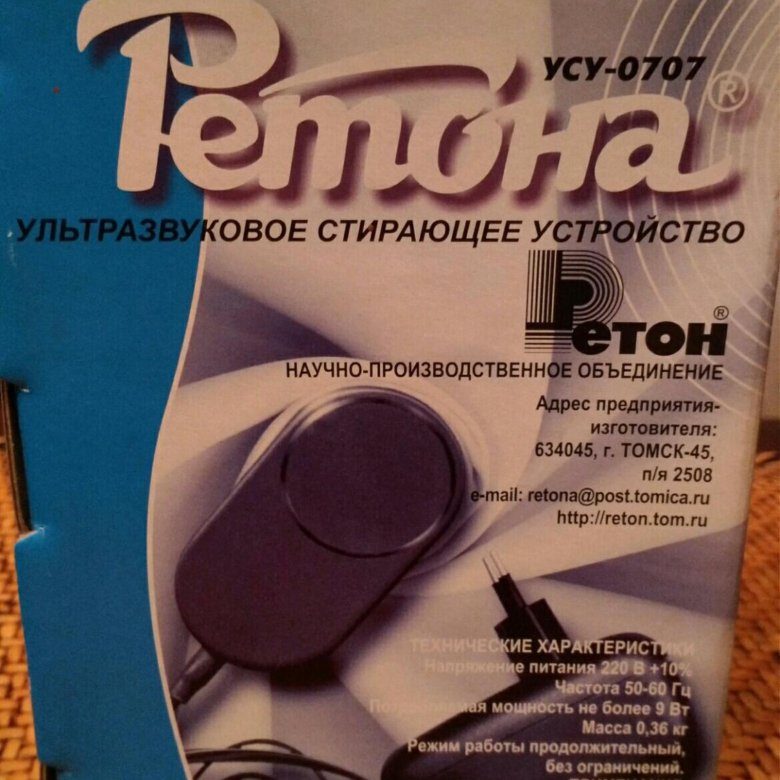 УСУ-0707
Ретона®
УЛЬТРАЗВУКОВОЕ СТИРАЮЩЕЕ УСТРОЙСТВО
Ретон®
НАУЧНО-ПРОИЗВОДСТВЕННОЕ ОБЪЕДИНЕНИЕ
Адрес предприятия-
изготовителя:
634045, г. ТОМСК-45,
п/я 2508
e-mail: retona@post.tomica.ru
http://reton.tom.ru
ТЕХНИЧЕСКИЕ ХАРАКТЕРИСТИКИ
Напряжение питания 220 В +10%
Частота 50-60 Гц
Потребляемая мощность не более 9 Вт
Масса 0,36 кг
Режим работы продолжительный,
без ограничений.